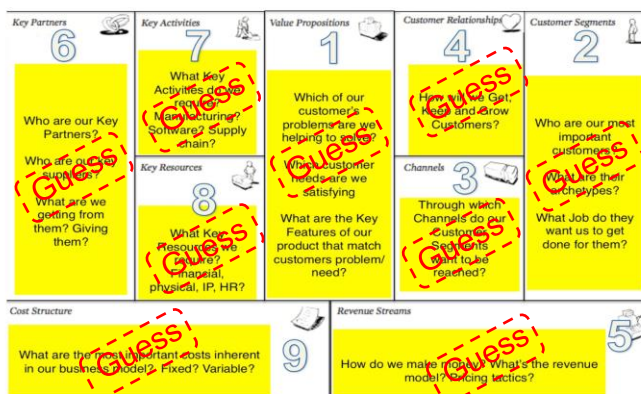 Key Partners
6
Who are our Key
Partners?
Who are our key
suppliers?
What are we
getting from
them? Giving
them?
Guess
Key Activities
7
What Key
Activities do we
require?
Manufacturing?
Software? Supply
chain?
Guess
Key Resources
8
What Key
Resources we
require?
Financial,
physical, IP, HR?
Guess
Value Propositions
1
Which of our
customer's
problems are we
helping to solve?
Which customer
needs are we
satisfying
What are the Key
Features of our
product that match
customers problem/
need?
Guess
Customer Relationships
4
How will we Get,
Keep and Grow
Customers?
Guess
Channels
3
Through which
Channels do our
Customer
Segments
want to be
reached?
Guess
Customer Segments
2
Who are our most
important
customers?
What are their
archetypes?
What Job do they
want us to get
done for them?
Guess
Cost Structure
9
What are the most important costs inherent
in our business model? Fixed? Variable?
Guess
Revenue Streams
5
How do we make money? What's the revenue
model? Pricing tactics?
Guess